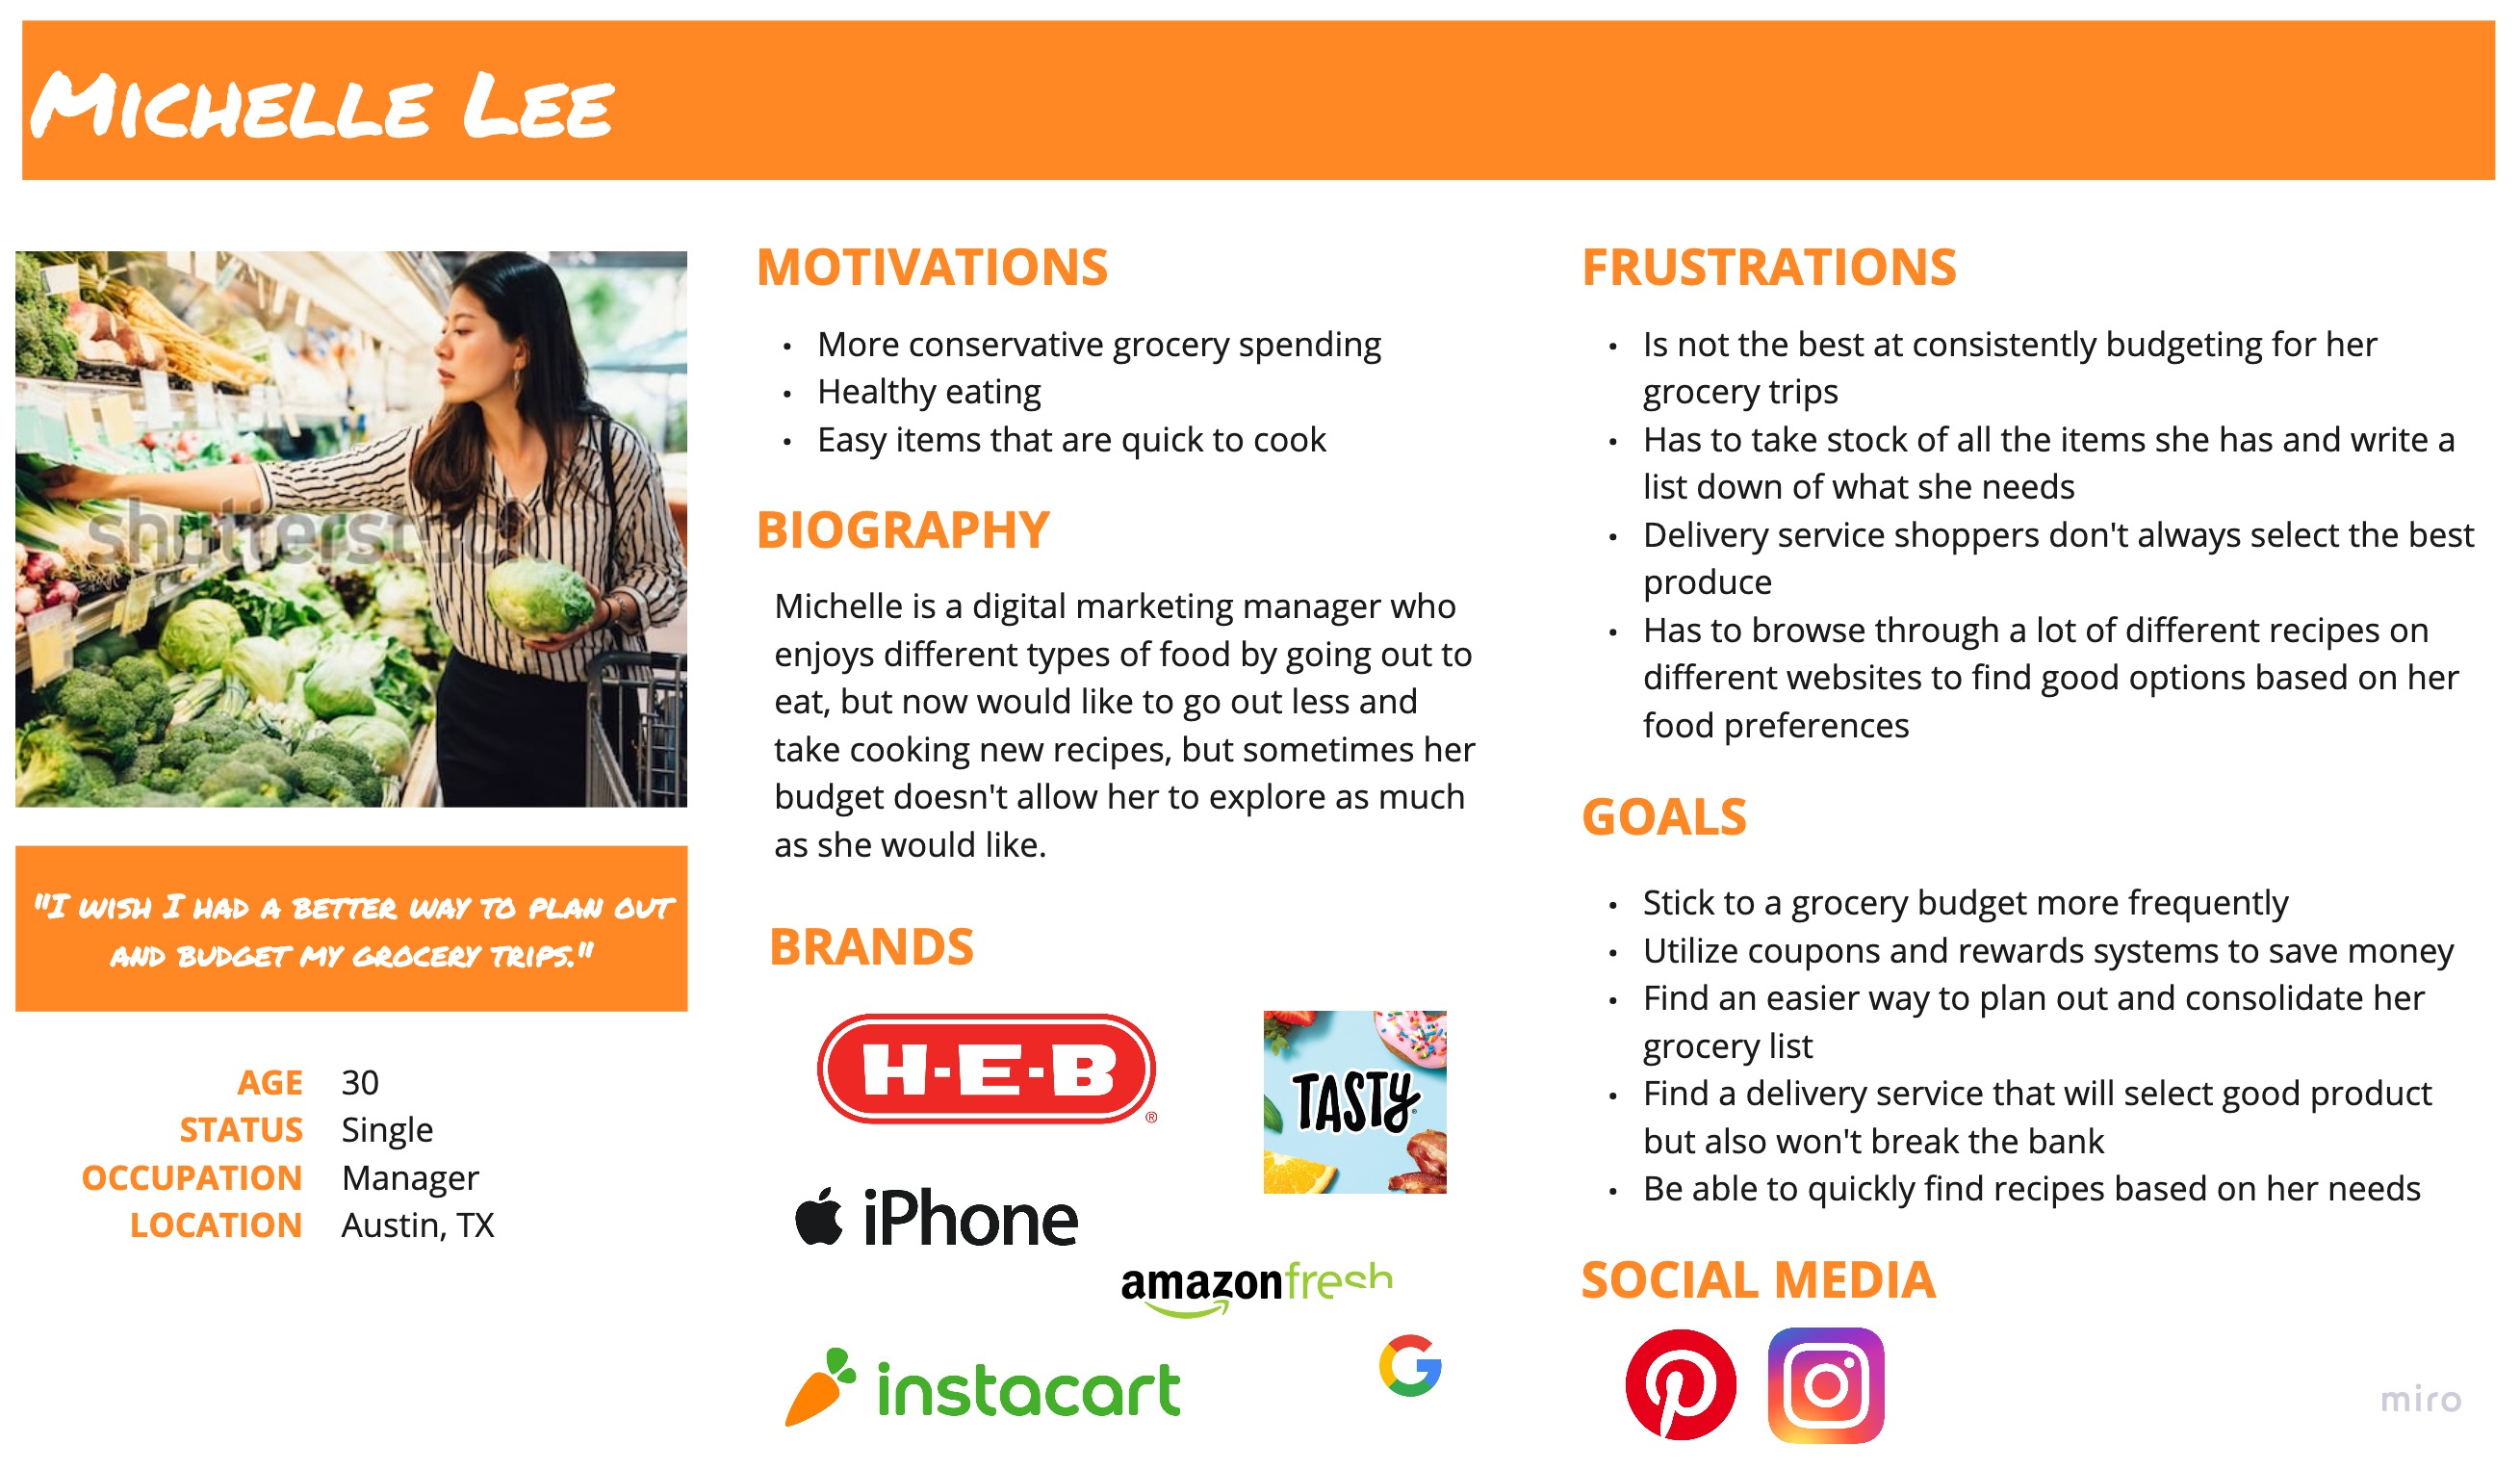 Michelle Lee
shutterstock
"I wish I had a better way to plan out
and budget my grocery trips."
AGE 30
STATUS Single
OCCUPATION Manager
LOCATION Austin, TX
MOTIVATIONS
• More conservative grocery spending
• Healthy eating
• Easy items that are quick to cook
BIOGRAPHY
Michelle is a digital marketing manager who
enjoys different types of food by going out to
eat, but now would like to go out less and
take cooking new recipes, but sometimes her
budget doesn't allow her to explore as much
as she would like.
BRANDS
H-E-B ®
TASTY
iPhone
amazonfresh
instacart
G
FRUSTRATIONS
• Is not the best at consistently budgeting for her
grocery trips
• Has to take stock of all the items she has and write a
list down of what she needs
• Delivery service shoppers don't always select the best
produce
• Has to browse through a lot of different recipes on
different websites to find good options based on her
food preferences
GOALS
• Stick to a grocery budget more frequently
• Utilize coupons and rewards systems to save money
• Find an easier way to plan out and consolidate her
grocery list
• Find a delivery service that will select good product
but also won't break the bank
• Be able to quickly find recipes based on her needs
SOCIAL MEDIA
miro